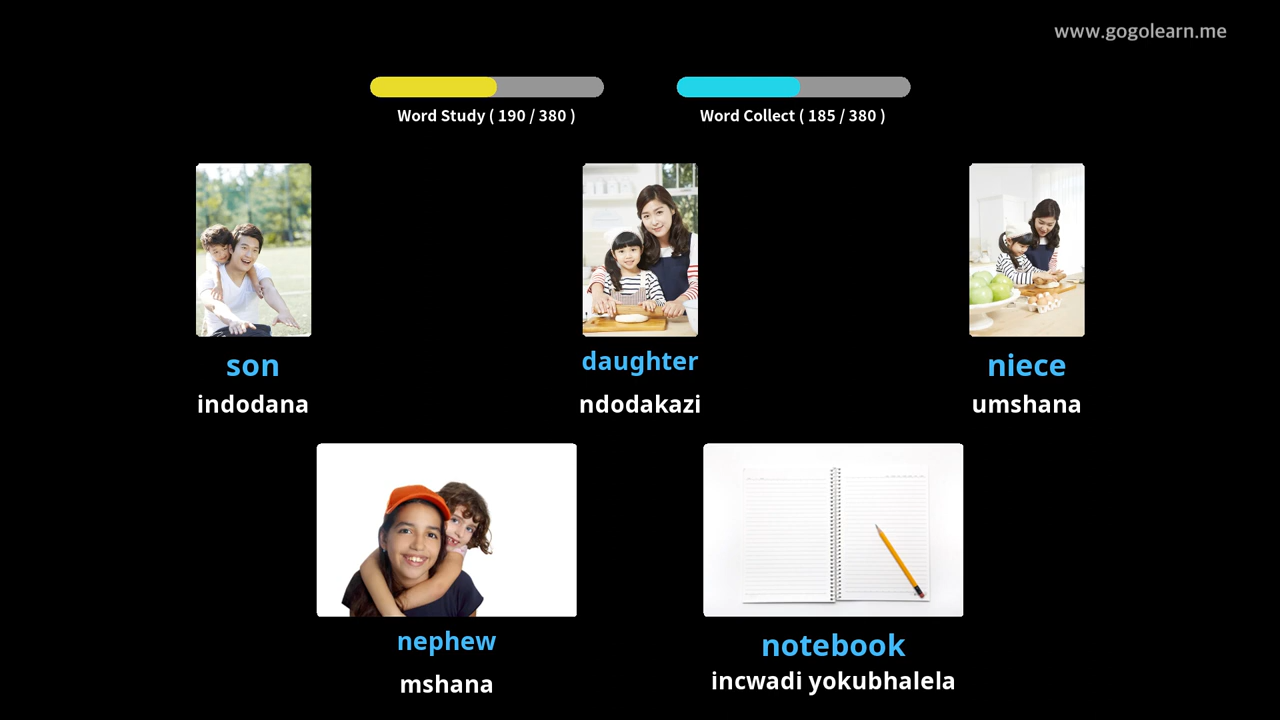 www.gogolearn.me
Word Study ( 190 / 380 )
Word Collect ( 185 / 380 )
son
indodana
daughter
ndodakazi
niece
umshana
nephew
mshana
notebook
incwadi yokubhalela